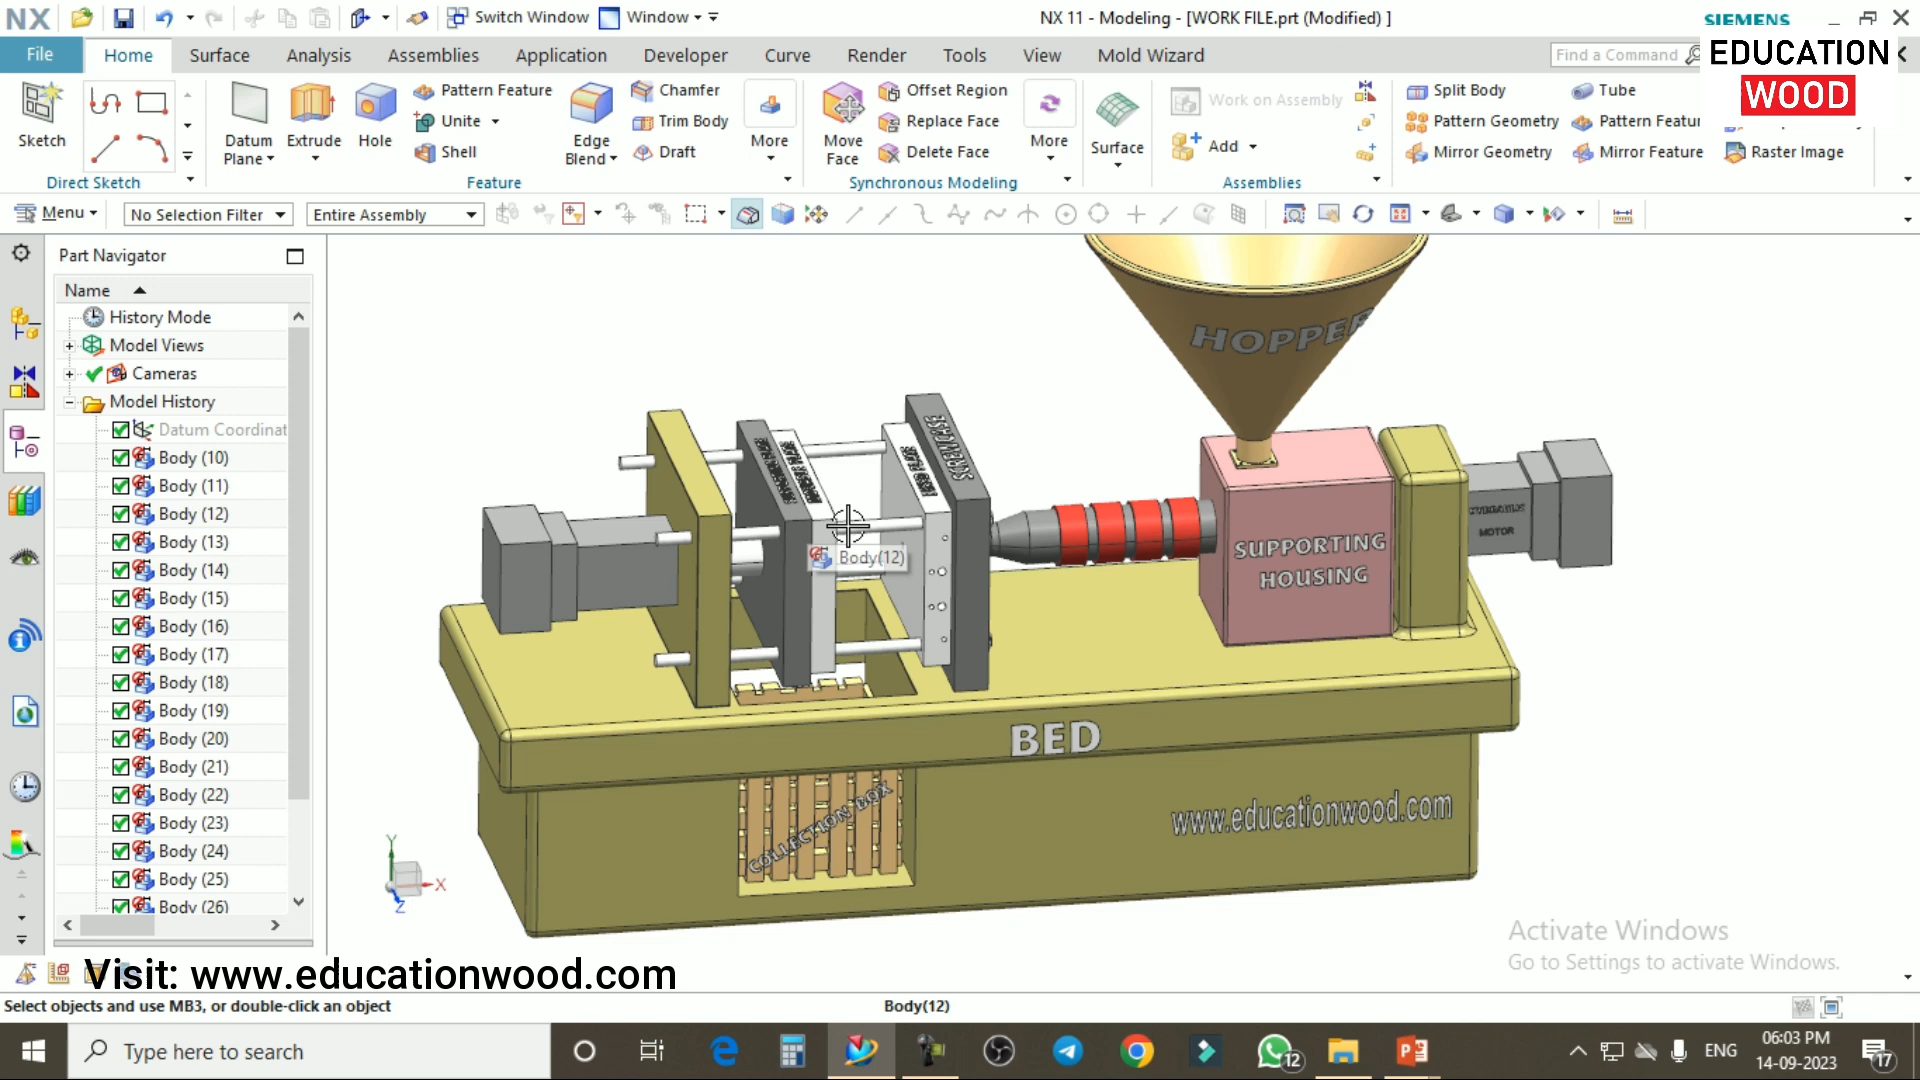 NX
Switch Window
Window
NX 11 - Modeling - [WORK FILE.prt (Modified) ]
SIEMENS
EDUCATION
WOOD
File
Home
Surface
Analysis
Assemblies
Application
Developer
Curve
Render
Tools
View
Mold Wizard
Find a Command
Sketch
Direct Sketch
Datum
Plane
Extrude
Hole
Pattern Feature
Unite
Shell
Edge
Blend
Chamfer
Trim Body
Draft
More
Feature
Move
Face
Offset Region
Replace Face
Delete Face
More
Synchronous Modeling
Surface
Work on Assembly
Add
Assemblies
Split Body
Pattern Geometry
Mirror Geometry
Tube
Pattern Featur
Mirror Feature
Raster Image
Menu
No Selection Filter
Entire Assembly
Part Navigator
Name
History Mode
Model Views
Cameras
Model History
Datum Coordinat
Body (10)
Body (11)
Body (12)
Body (13)
Body (14)
Body (15)
Body (16)
Body (17)
Body (18)
Body (19)
Body (20)
Body (21)
Body (22)
Body (23)
Body (24)
Body (25)
Body (26)
HOPPER
Body(12)
SUPPORTING
HOUSING
MOTOR
BED
COLLECTION BOX
www.educationwood.com
Y
X
Z
Activate Windows
Go to Settings to activate Windows.
Visit: www.educationwood.com
Select objects and use MB3, or double-click an object
Body(12)
Type here to search
12
ENG
06:03 PM
14-09-2023
17